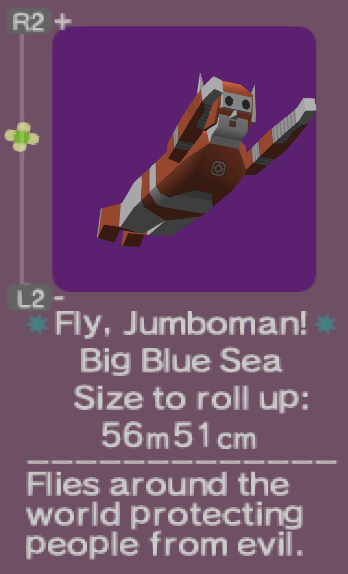 R2 +
L2 -
Fly, Jumboman!
Big Blue Sea
Size to roll up:
56m51cm
Flies around the
world protecting
people from evil.